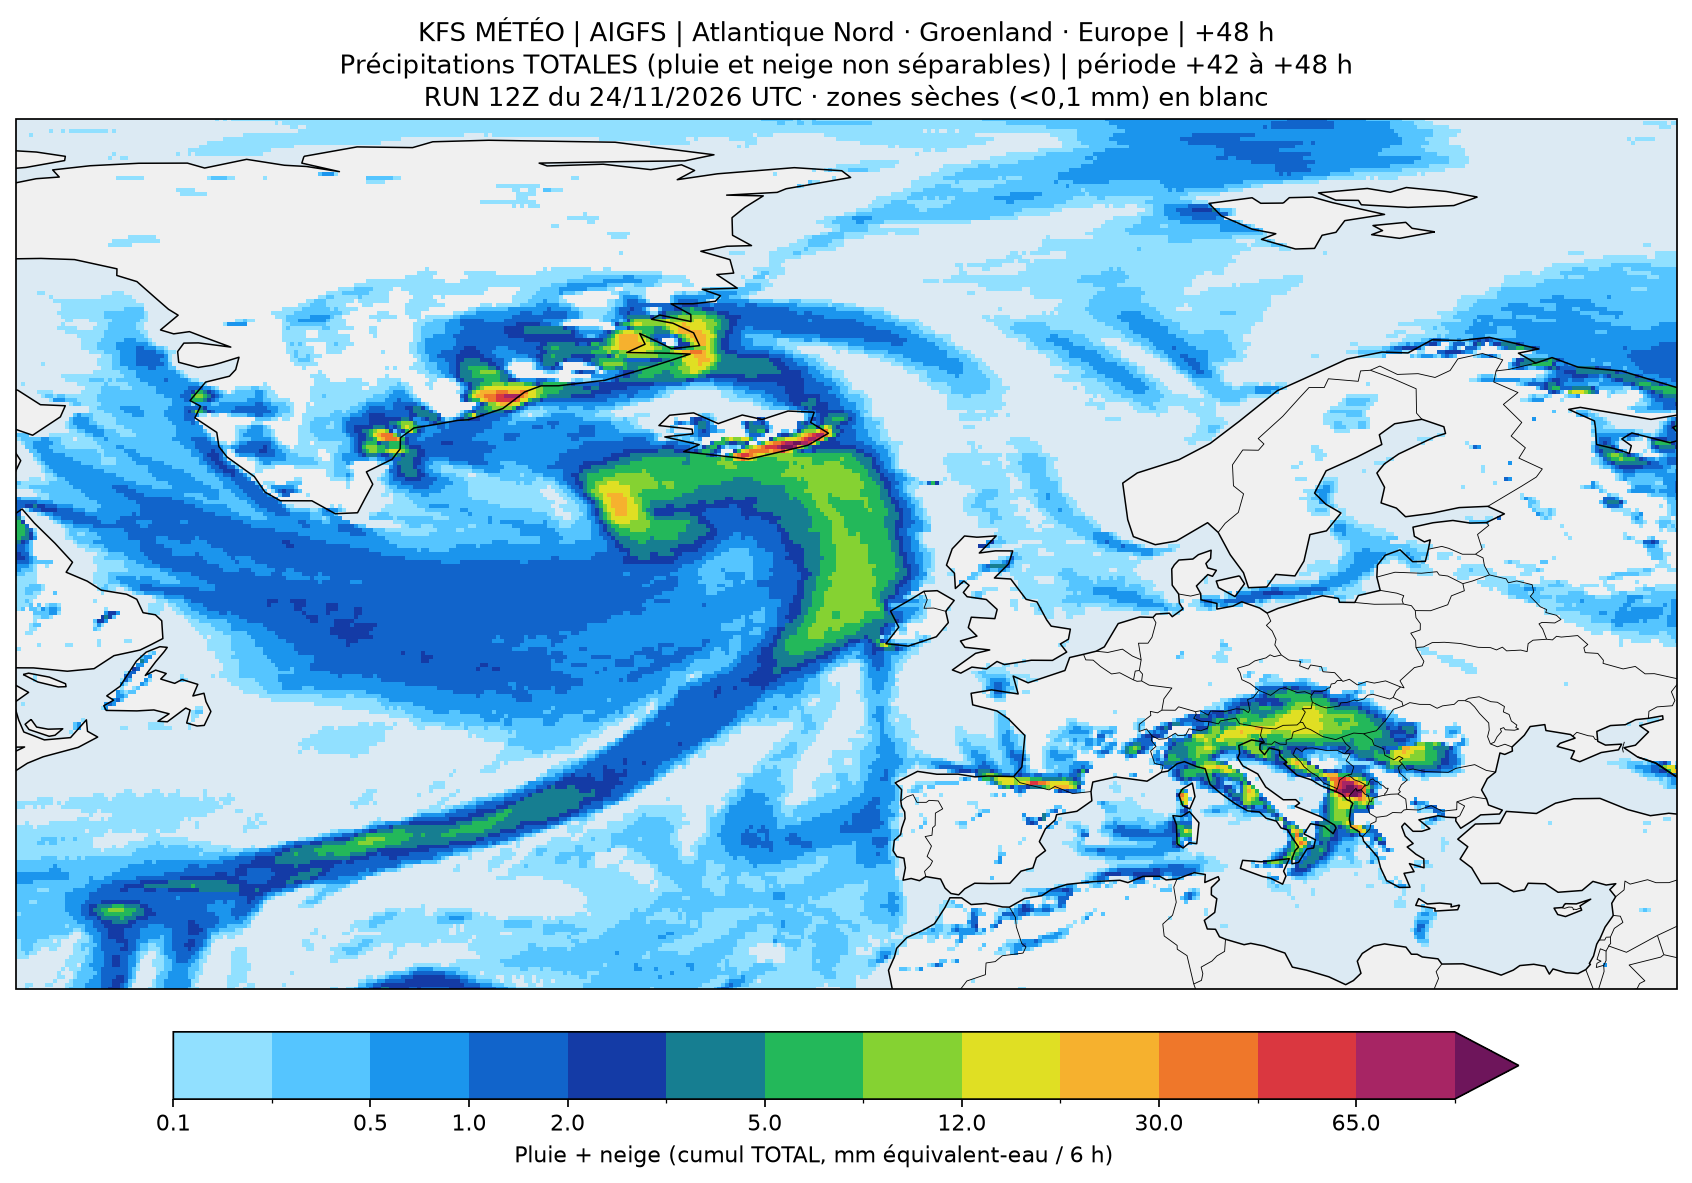 KFS MÉTÉO | AIGFS | Atlantique Nord · Groenland · Europe | +48 h
Précipitations TOTALES (pluie et neige non séparables) | période +42 à +48 h
RUN 12Z du 24/11/2026 UTC · zones sèches (<0,1 mm) en blanc
0.1 0.5 1.0 2.0 5.0 12.0 30.0 65.0
Pluie + neige (cumul TOTAL, mm équivalent-eau / 6 h)